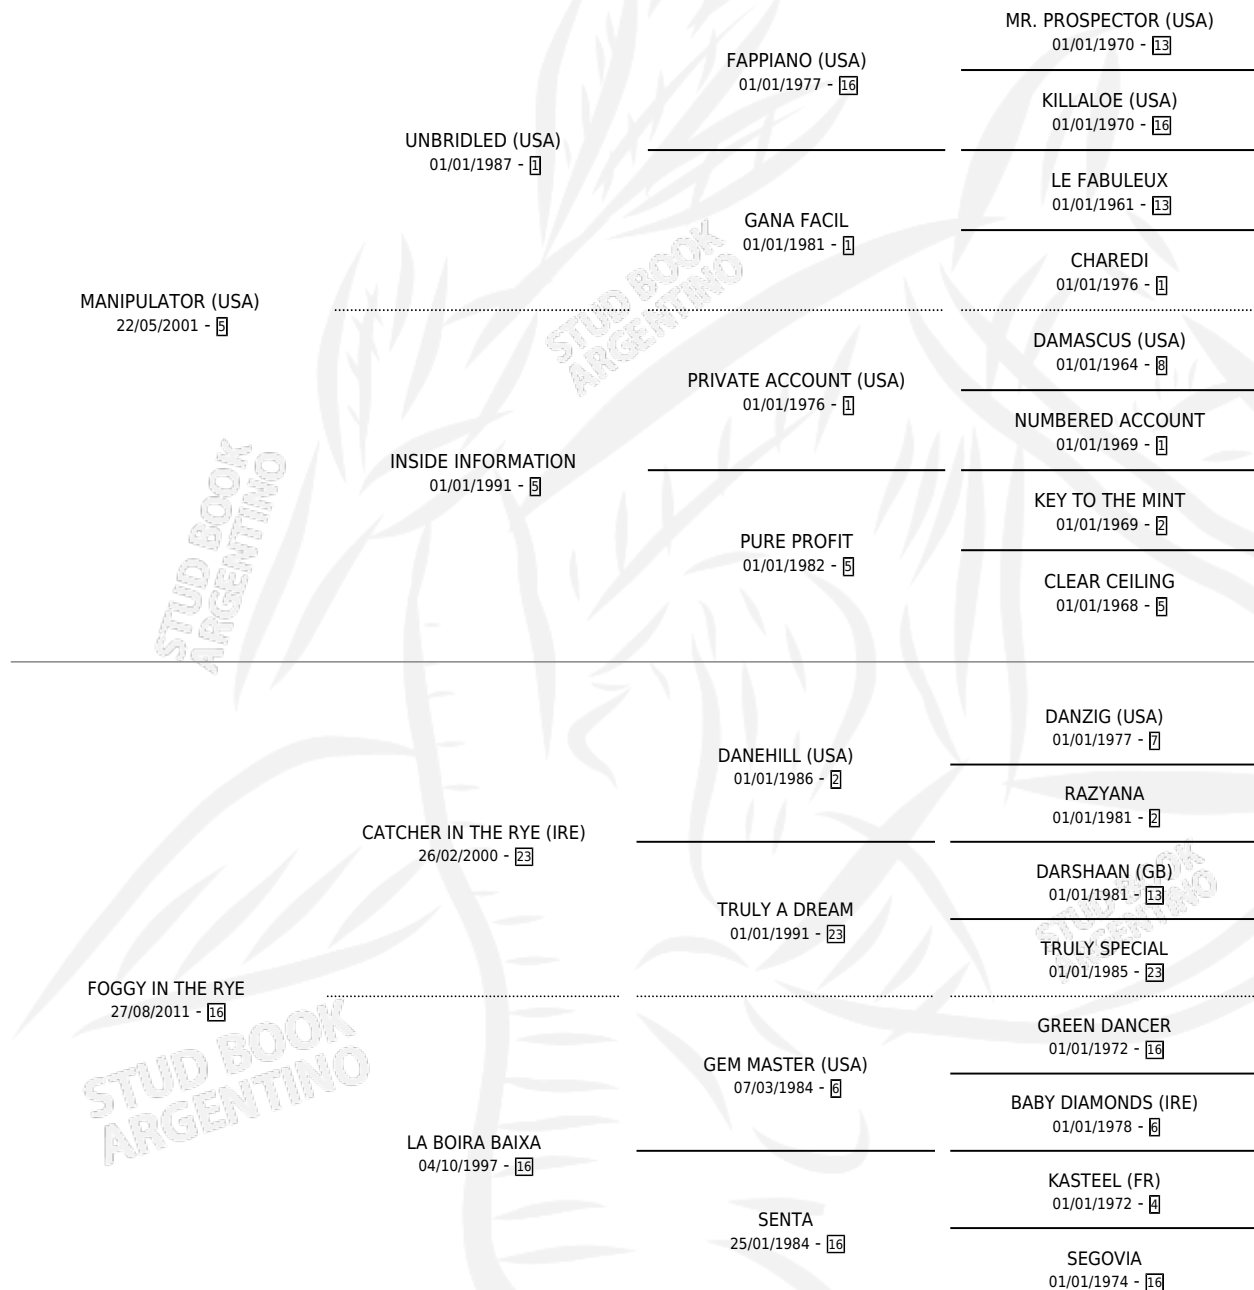 MR. PROSPECTOR (USA)
01/01/1970 - 13
FAPPIANO (USA)
01/01/1977 - 16
KILLALOE (USA)
01/01/1970 - 16
UNBRIDLED (USA)
01/01/1987 - 1
LE FABULEUX
01/01/1961 - 13
GANA FACIL
01/01/1981 - 1
CHAREDI
01/01/1976 - 1
MANIPULATOR (USA)
22/05/2001 - 5
DAMASCUS (USA)
01/01/1964 - 8
PRIVATE ACCOUNT (USA)
01/01/1976 - 1
NUMBERED ACCOUNT
01/01/1969 - 1
INSIDE INFORMATION
01/01/1991 - 5
KEY TO THE MINT
01/01/1969 - 2
PURE PROFIT
01/01/1982 - 5
CLEAR CEILING
01/01/1968 - 5
DANZIG (USA)
01/01/1977 - 7
DANEHILL (USA)
01/01/1986 - 2
RAZYANA
01/01/1981 - 2
CATCHER IN THE RYE (IRE)
26/02/2000 - 23
DARSHAAN (GB)
01/01/1981 - 13
TRULY A DREAM
01/01/1991 - 23
TRULY SPECIAL
01/01/1985 - 23
FOGGY IN THE RYE
27/08/2011 - 16
GREEN DANCER
01/01/1972 - 16
GEM MASTER (USA)
07/03/1984 - 6
BABY DIAMONDS (IRE)
01/01/1978 - 6
LA BOIRA BAIXA
04/10/1997 - 16
KASTEEL (FR)
01/01/1972 - 4
SENTA
25/01/1984 - 16
SEGOVIA
01/01/1974 - 16
STUD BOOK
ARGENTINO
STUD BOOK
ARGENTINO
STUD BOOK
ARGENTINO
STUD BOOK
ARGENTINO